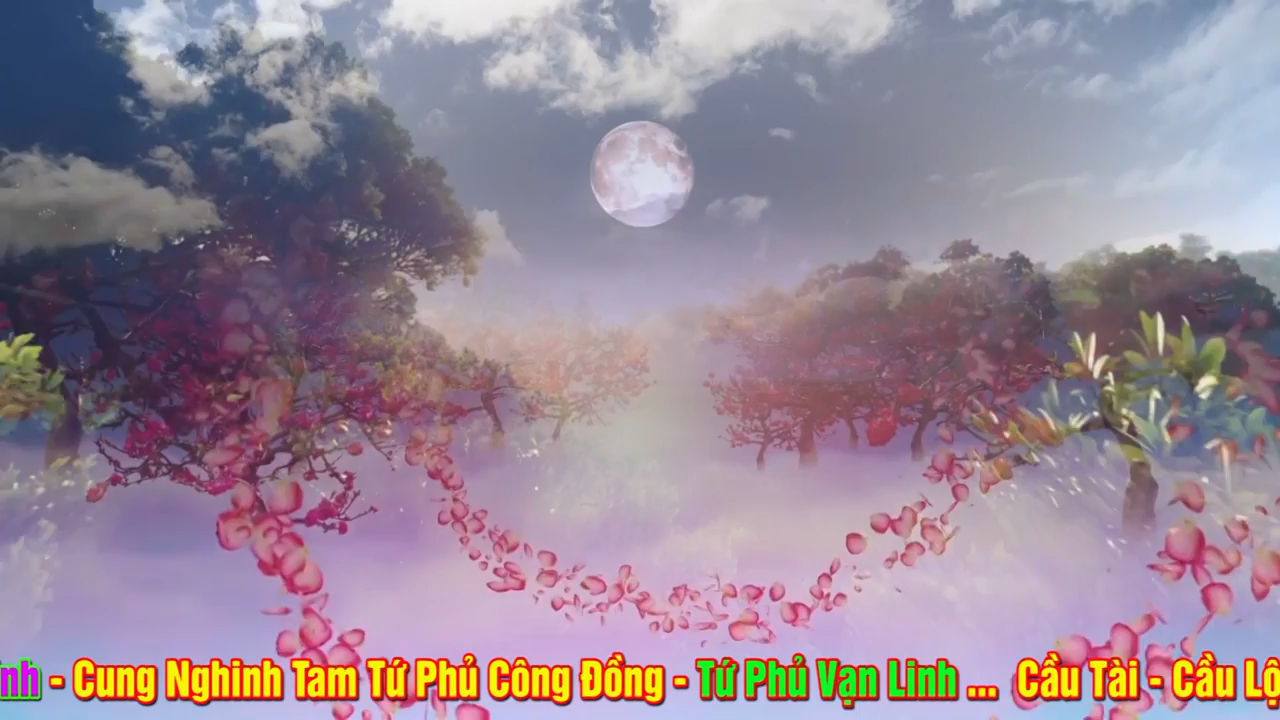 - Cung Nghinh Tam Tứ Phủ Công Đồng - Tứ Phủ Vạn Linh ... Cầu Tài - Cầu